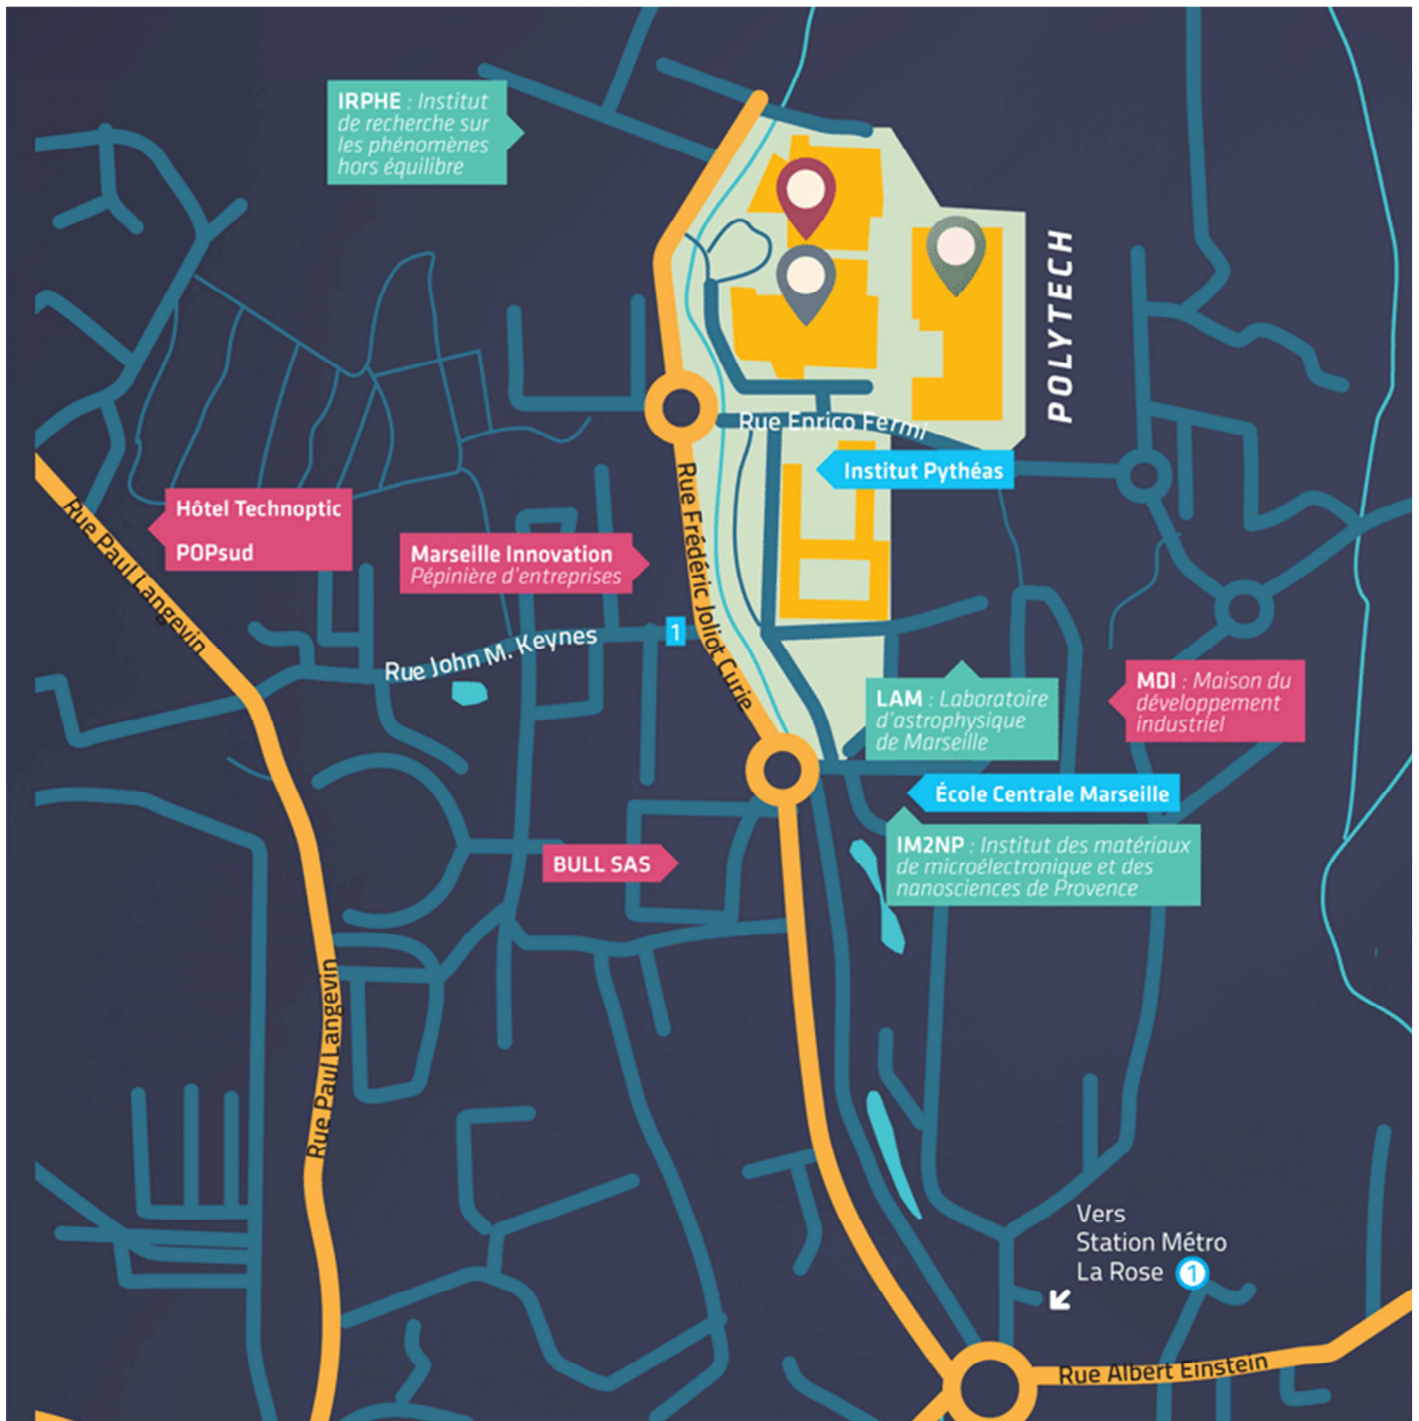 IRPHE : Institut
de recherche sur
les phénomènes
hors équilibre
POLYTECH
Rue Enrico Fermi
Institut Pythéas
Hôtel Technoptic
POPsud
Rue Paul Langevin
Marseille Innovation
Pépinière d'entreprises
Rue Frédéric Joliot Curie
1
Rue John M. Keynes
LAM : Laboratoire
d'astrophysique
de Marseille
MDI : Maison du
développement
industriel
École Centrale Marseille
IM2NP : Institut des matériaux
de microélectronique et des
nanosciences de Provence
BULL SAS
Rue Paul Langevin
Vers
Station Métro
La Rose 1
Rue Albert Einstein